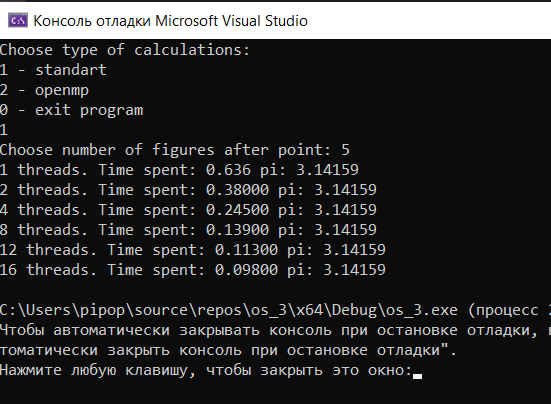 Консоль отладки Microsoft Visual Studio
Choose type of calculations:
1 - standart
2 - openmp
0 - exit program
1
Choose number of figures after point: 5
1 threads. Time spent: 0.636 pi: 3.14159
2 threads. Time spent: 0.38000 pi: 3.14159
4 threads. Time spent: 0.24500 pi: 3.14159
8 threads. Time spent: 0.13900 pi: 3.14159
12 threads. Time spent: 0.11300 pi: 3.14159
16 threads. Time spent: 0.09800 pi: 3.14159
C:\Users\pipop\source\repos\os_3\x64\Debug\os_3.exe (процесс
Чтобы автоматически закрывать консоль при остановке отладки,
томатически закрыть консоль при остановке отладки".
Нажмите любую клавишу, чтобы закрыть это окно: